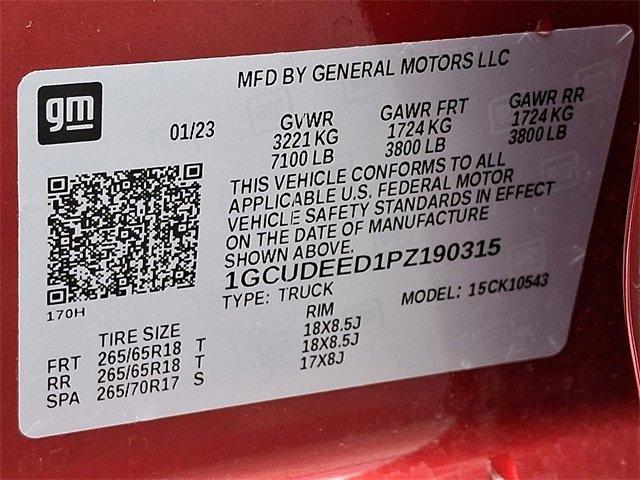 MFD BY GENERAL MOTORS LLC
gm
01/23 GVWR GAWR FRT GAWR RR
3221 KG 1724 KG 1724 KG
7100 LB 3800 LB 3800 LB
THIS VEHICLE CONFORMS TO ALL
APPLICABLE U.S. FEDERAL MOTOR
VEHICLE SAFETY STANDARDS IN EFFECT
ON THE DATE OF MANUFACTURE
SHOWN ABOVE.
1GCUDEED1PZ190315
170H
TYPE: TRUCK MODEL: 15CK10543
TIRE SIZE RIM
FRT 265/65R18 T 18X8.5J
RR 265/65R18 T 18X8.5J
SPA 265/70R17 S 17X8J